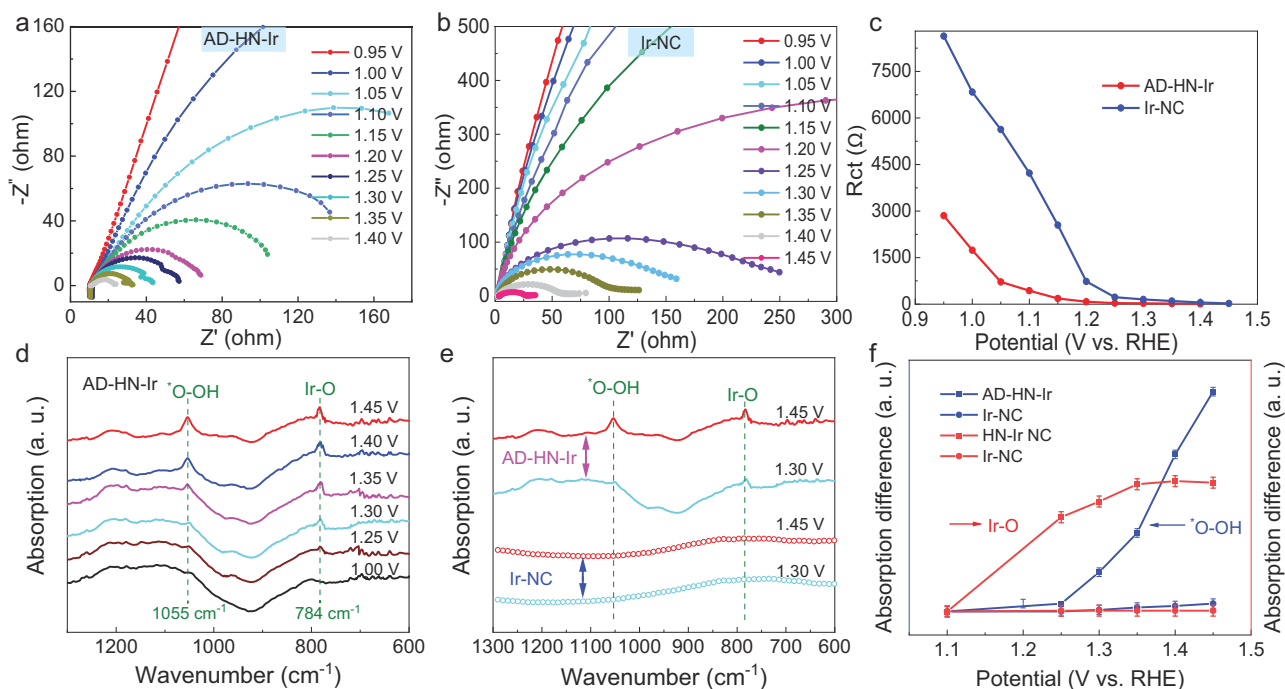 a
AD-HN-Ir
160
120
80
40
0
-Z" (ohm)
0.95 V
1.00 V
1.05 V
1.10 V
1.15 V
1.20 V
1.25 V
1.30 V
1.35 V
1.40 V
0 40 80 120 160
Z' (ohm)
b
Ir-NC
500
400
300
200
100
0
-Z" (ohm)
0.95 V
1.00 V
1.05 V
1.10 V
1.15 V
1.20 V
1.25 V
1.30 V
1.35 V
1.40 V
1.45 V
0 50 100 150 200 250 300
Z' (ohm)
c
7500
6000
4500
3000
1500
0
Rct (Ω)
AD-HN-Ir
Ir-NC
0.9 1.0 1.1 1.2 1.3 1.4 1.5
Potential (V vs. RHE)
d
AD-HN-Ir
*O-OH
Ir-O
1.45 V
1.40 V
1.35 V
1.30 V
1.25 V
1.00 V
1055 cm-1
784 cm-1
Absorption (a. u.)
1200 1100 1000 900 800 700 600
Wavenumber (cm-1)
e
*O-OH
Ir-O
1.45 V
AD-HN-Ir
1.30 V
1.45 V
Ir-NC
1.30 V
Absorption (a. u.)
1300 1200 1100 1000 900 800 700 600
Wavenumber (cm-1)
f
AD-HN-Ir
Ir-NC
HN-Ir NC
Ir-NC
Ir-O
*O-OH
Absorption difference (a. u.)
Absorption difference (a. u.)
1.1 1.2 1.3 1.4 1.5
Potential (V vs. RHE)